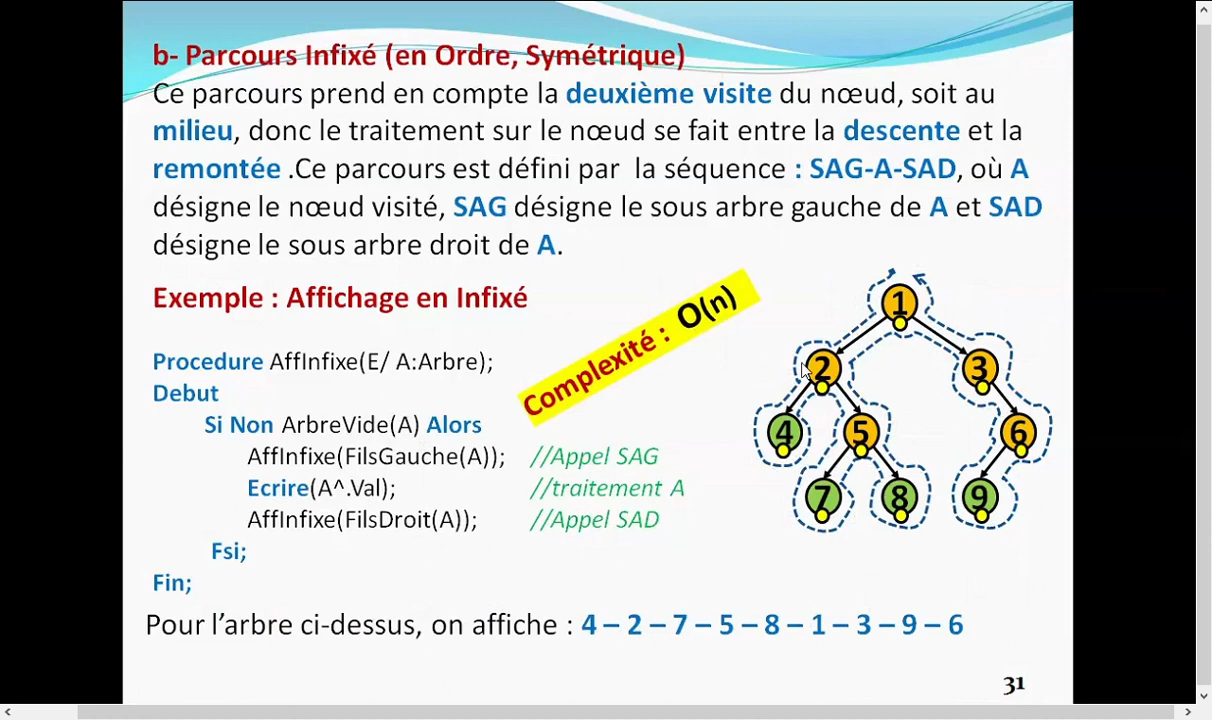 b- Parcours Infixé (en Ordre, Symétrique)
Ce parcours prend en compte la deuxième visite du nœud, soit au
milieu, donc le traitement sur le nœud se fait entre la descente et la
remontée .Ce parcours est défini par la séquence : SAG-A-SAD, où A
désigne le nœud visité, SAG désigne le sous arbre gauche de A et SAD
désigne le sous arbre droit de A.
Exemple : Affichage en Infixé
Complexité : O(n)
Procedure AffInfixe(E/ A:Arbre);
Debut
Si Non ArbreVide(A) Alors
AffInfixe(FilsGauche(A)); //Appel SAG
Ecrire(A^.Val); //traitement A
AffInfixe(FilsDroit(A)); //Appel SAD
Fsi;
Fin;
1
2 3
4 5 6
7 8 9
Pour l’arbre ci-dessus, on affiche : 4 – 2 – 7 – 5 – 8 – 1 – 3 – 9 – 6
31